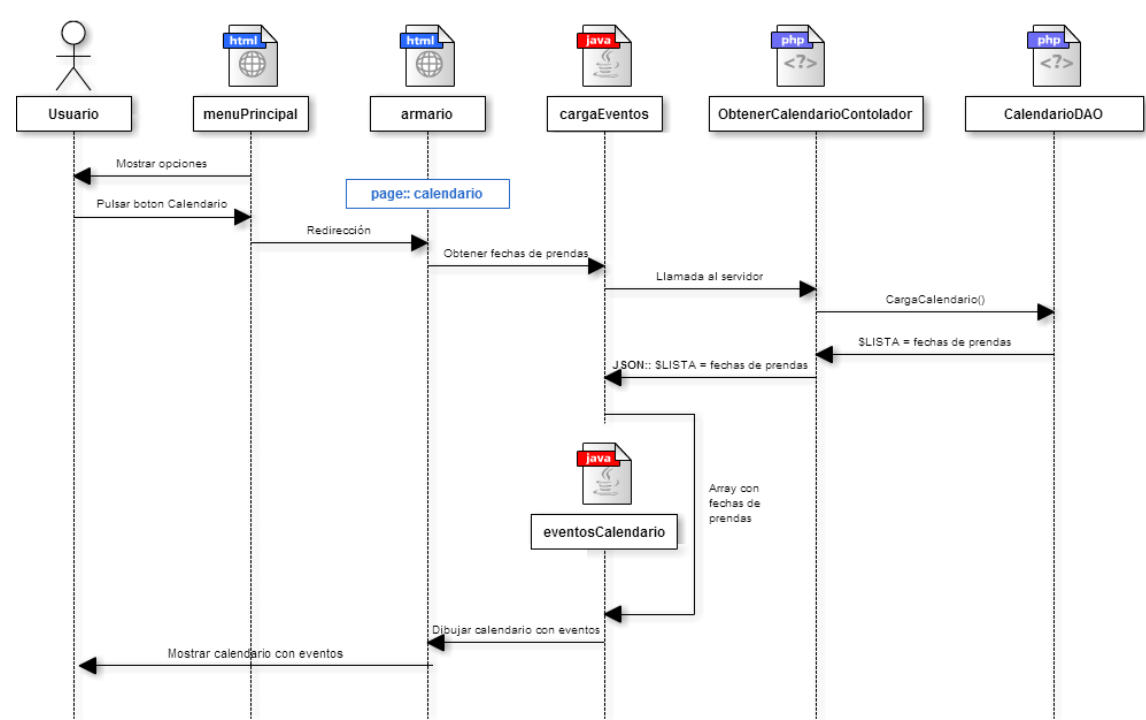 html
html
java
php
<?>
php
<?>
Usuario
menuPrincipal
armario
cargaEventos
ObtenerCalendarioContolador
CalendarioDAO
Mostrar opciones
page:: calendario
Pulsar boton Calendario
Redirección
Obtener fechas de prendas
Llamada al servidor
CargaCalendario()
$LISTA = fechas de prendas
JSON:: $LISTA = fechas de prendas
java
Array con
fechas de
prendas
eventosCalendario
Dibujar calendario con eventos
Mostrar calendario con eventos